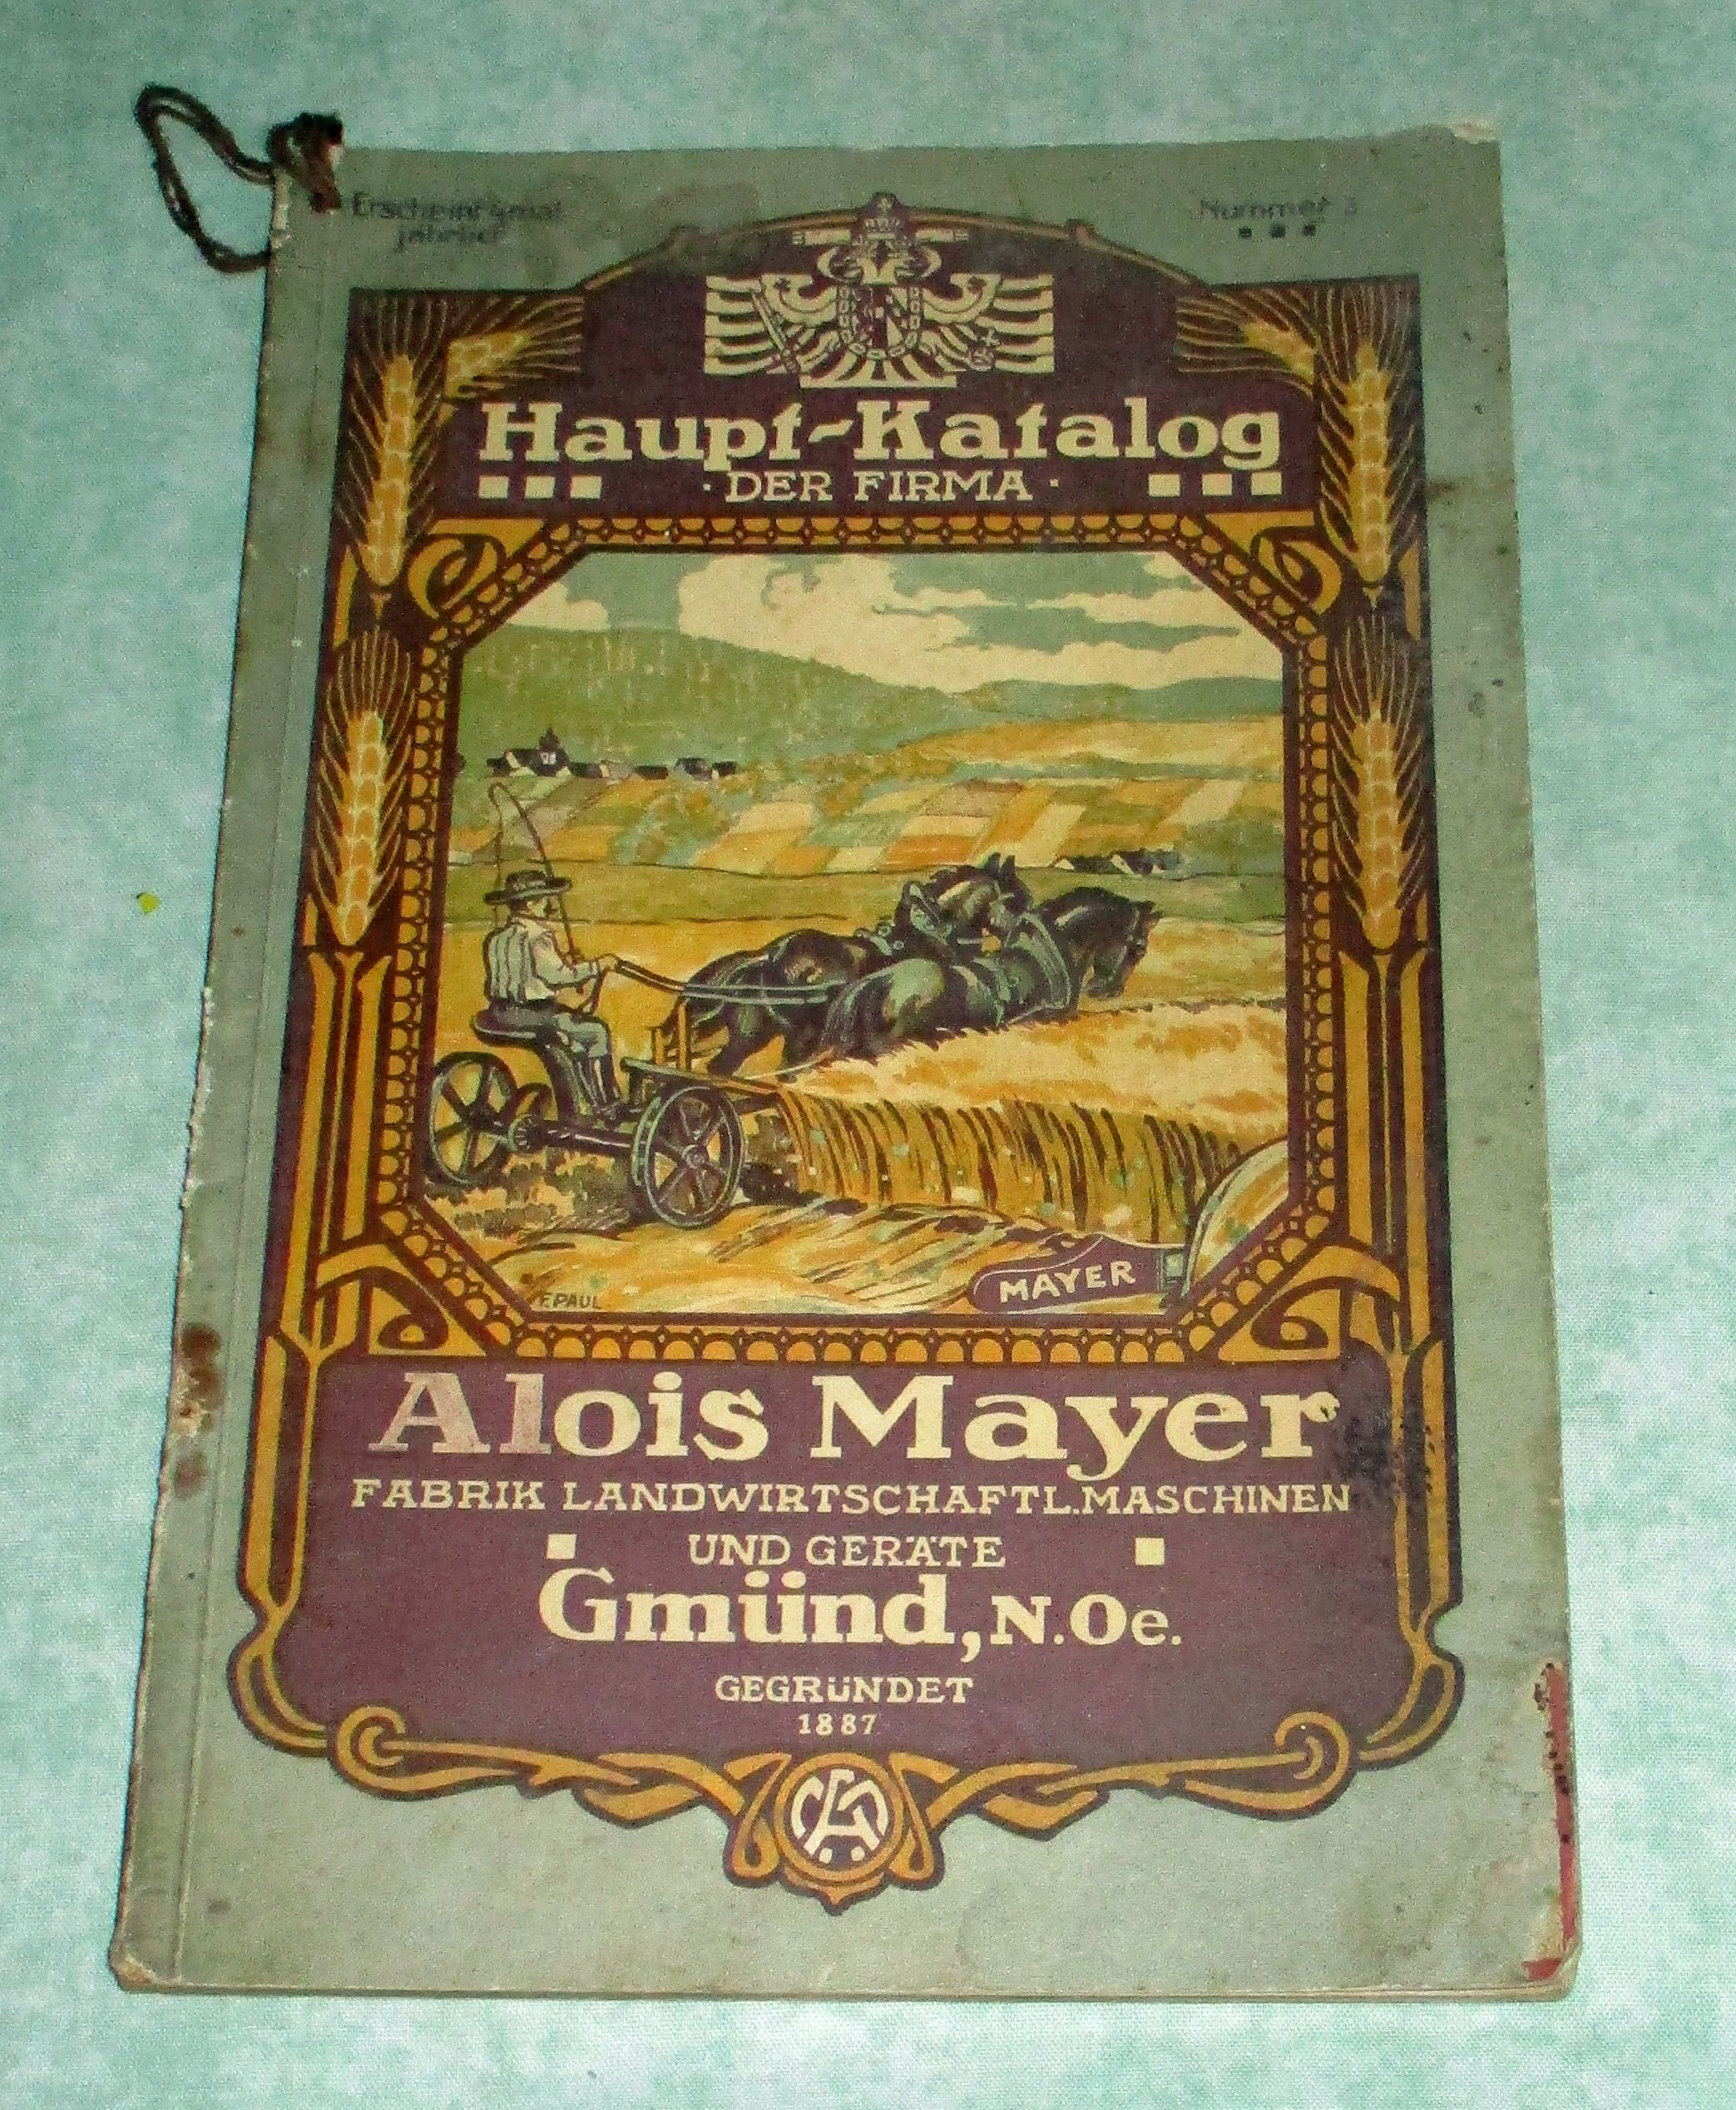 Erscheint 4mal
jährlich
Nummer 3
Haupt-Katalog
· DER FIRMA ·
F. PAUL
MAYER
Alois Mayer
FABRIK LANDWIRTSCHAFTL. MASCHINEN
UND GERÄTE
Gmünd, N. Oe.
GEGRÜNDET
1887